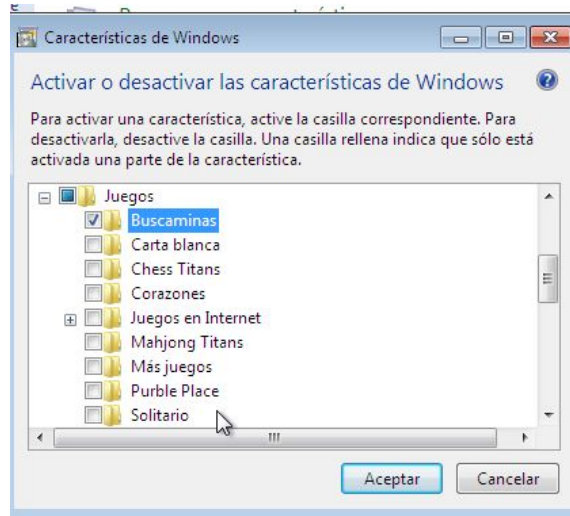 Características de Windows
Activar o desactivar las características de Windows
Para activar una característica, active la casilla correspondiente. Para
desactivarla, desactive la casilla. Una casilla rellena indica que sólo está
activada una parte de la característica.
Juegos
Buscaminas
Carta blanca
Chess Titans
Corazones
Juegos en Internet
Mahjong Titans
Más juegos
Purble Place
Solitario
Aceptar
Cancelar